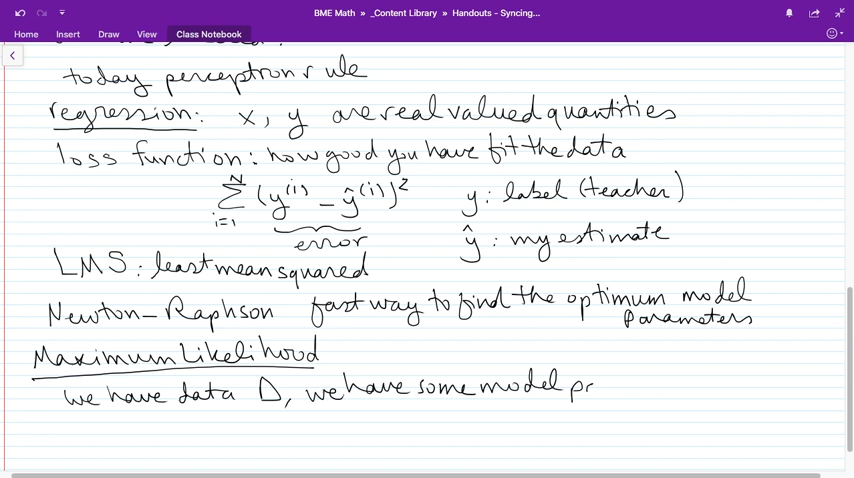 BME Math » _Content Library » Handouts - Syncing...
Home Insert Draw View Class Notebook
today perceptron rule
regression: x, y are real valued quantities
loss function: how good you have fit the data
N
∑ (y^(i) – ŷ^(i))² y: label (teacher)
i=1
error ŷ: my estimate
LMS: least mean squared
Newton–Raphson fast way to find the optimum model
parameters
Maximum Likelihood
we have data D, we have some model pr